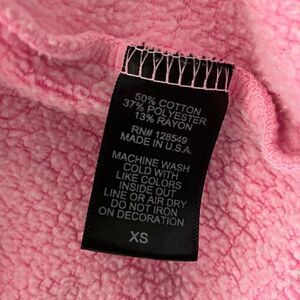 50% COTTON
37% POLYESTER
13% RAYON
RN# 128549
MADE IN U.S.A.
MACHINE WASH
COLD WITH
LIKE COLORS
INSIDE OUT
LINE OR AIR DRY
DO NOT IRON
ON DECORATION
XS